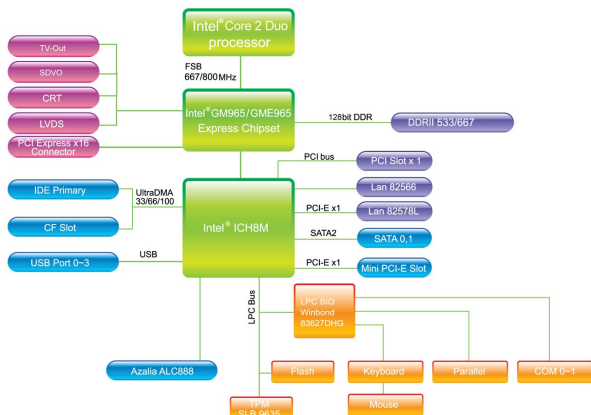 Intel® Core 2 Duo
processor
TV-Out
SDVO
CRT
LVDS
PCI Express x16
Connector
FSB
667/800MHz
Intel® GM965/GME965
Express Chipset
128bit DDR
DDRII 533/667
PCI bus
PCI Slot x 1
Lan 82566
PCI-E x1
Lan 82578L
SATA2
SATA 0,1
PCI-E x1
Mini PCI-E Slot
IDE Primary
UltraDMA
33/66/100
CF Slot
USB Port 0~3
USB
Intel® ICH8M
LPC Bus
LPC SIO
Winbond
83627DHG
Azalia ALC888
Flash
Keyboard
Parallel
COM 0~1
TPM
SLB 9635
Mouse